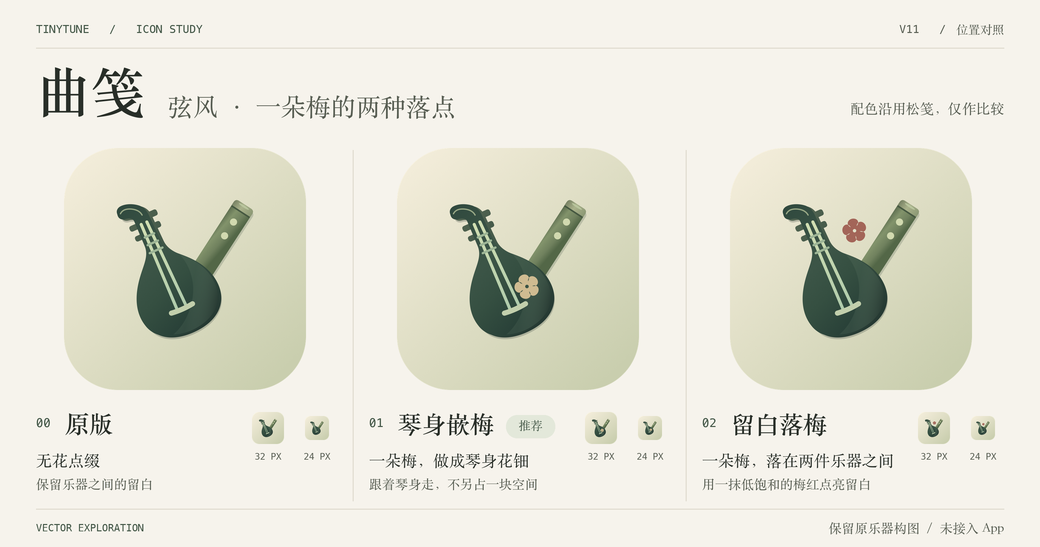 TINYTUNE / ICON STUDY
V11 / 位置对照
曲笺 弦风 · 一朵梅的两种落点
配色沿用松笺，仅作比较
00 原版
32 PX 24 PX
无花点缀
保留乐器之间的留白
01 琴身嵌梅 推荐
32 PX 24 PX
一朵梅，做成琴身花钿
跟着琴身走，不另占一块空间
02 留白落梅
32 PX 24 PX
一朵梅，落在两件乐器之间
用一抹低饱和的梅红点亮留白
VECTOR EXPLORATION
保留原乐器构图 / 未接入 App